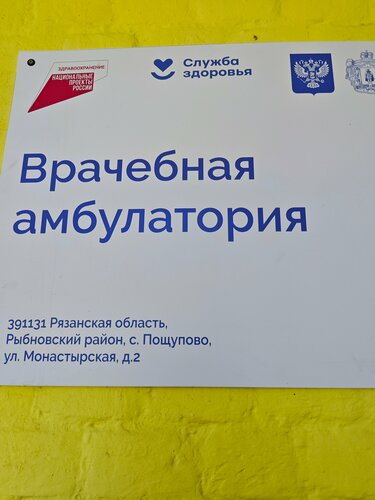 ЗДРАВООХРАНЕНИЕ
НАЦИОНАЛЬНЫЕ
ПРОЕКТЫ
РОССИИ
Служба
здоровья
Врачебная
амбулатория
391131 Рязанская область,
Рыбновский район, с. Пощупово,
ул. Монастырская, д.2